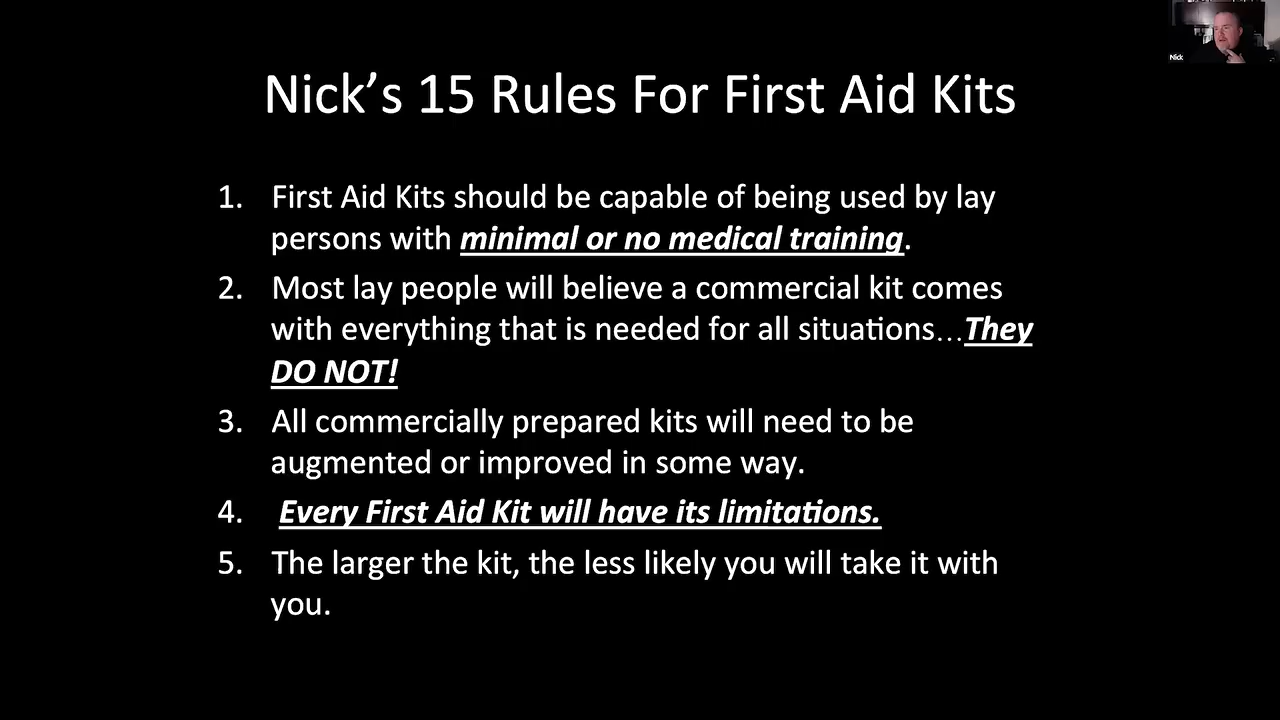 Nick
Nick's 15 Rules For First Aid Kits
1. First Aid Kits should be capable of being used by lay
persons with minimal or no medical training.
2. Most lay people will believe a commercial kit comes
with everything that is needed for all situations...They
DO NOT!
3. All commercially prepared kits will need to be
augmented or improved in some way.
4. Every First Aid Kit will have its limitations.
5. The larger the kit, the less likely you will take it with
you.